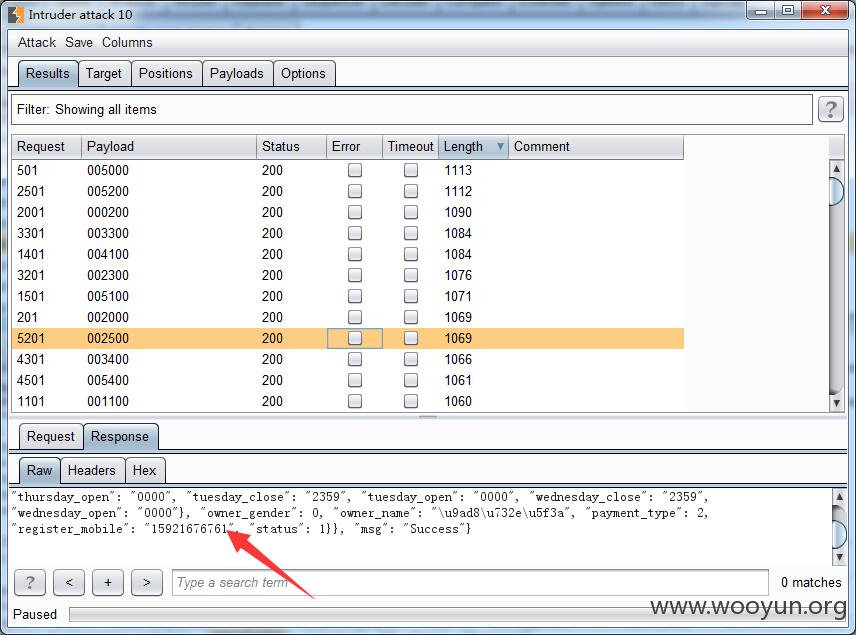 Intruder attack 10
Attack Save Columns
Results Target Positions Payloads Options
Filter: Showing all items ?
Request Payload Status Error Timeout Length Comment
501 005000 200 1113
2501 005200 200 1112
2001 000200 200 1090
3301 003300 200 1084
1401 004100 200 1084
3201 002300 200 1076
1501 005100 200 1071
201 002000 200 1069
5201 002500 200 1069
4301 003400 200 1066
4501 005400 200 1061
1101 001100 200 1060
Request Response
Raw Headers Hex
"thursday_open": "0000", "tuesday_close": "2359", "tuesday_open": "0000", "wednesday_close": "2359",
"wednesday_open": "0000"}, "owner_gender": 0, "owner_name": "\u9ad8\u732e\u5f3a", "payment_type": 2,
"register_mobile": "15921676761", "status": 1}}, "msg": "Success"}
? < + > Type a search term 0 matches
www.wooyun.org
Paused